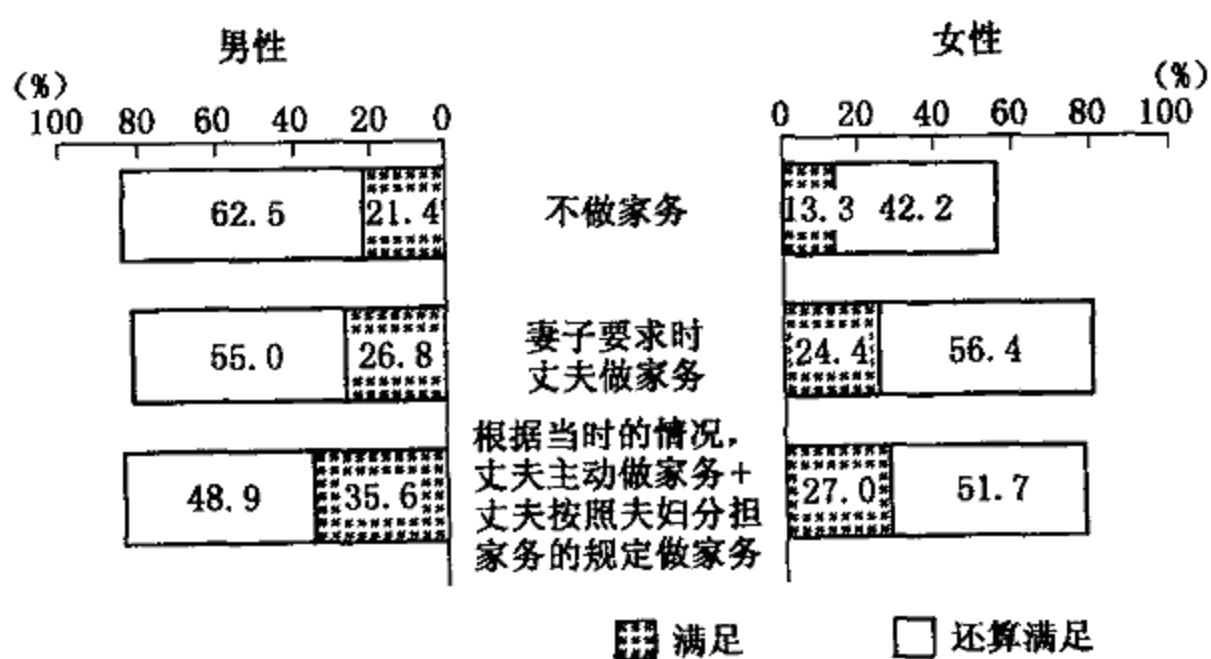 男性 女性
(%) (%)
100 80 60 40 20 0 0 20 40 60 80 100
62.5 21.4 不做家务 13.3 42.2
55.0 26.8 妻子要求时 丈夫做家务 24.4 56.4
根据当时的情况，
48.9 35.6 丈夫主动做家务+ 27.0 51.7
丈夫按照夫妇分担
家务的规定做家务
满足 还算满足